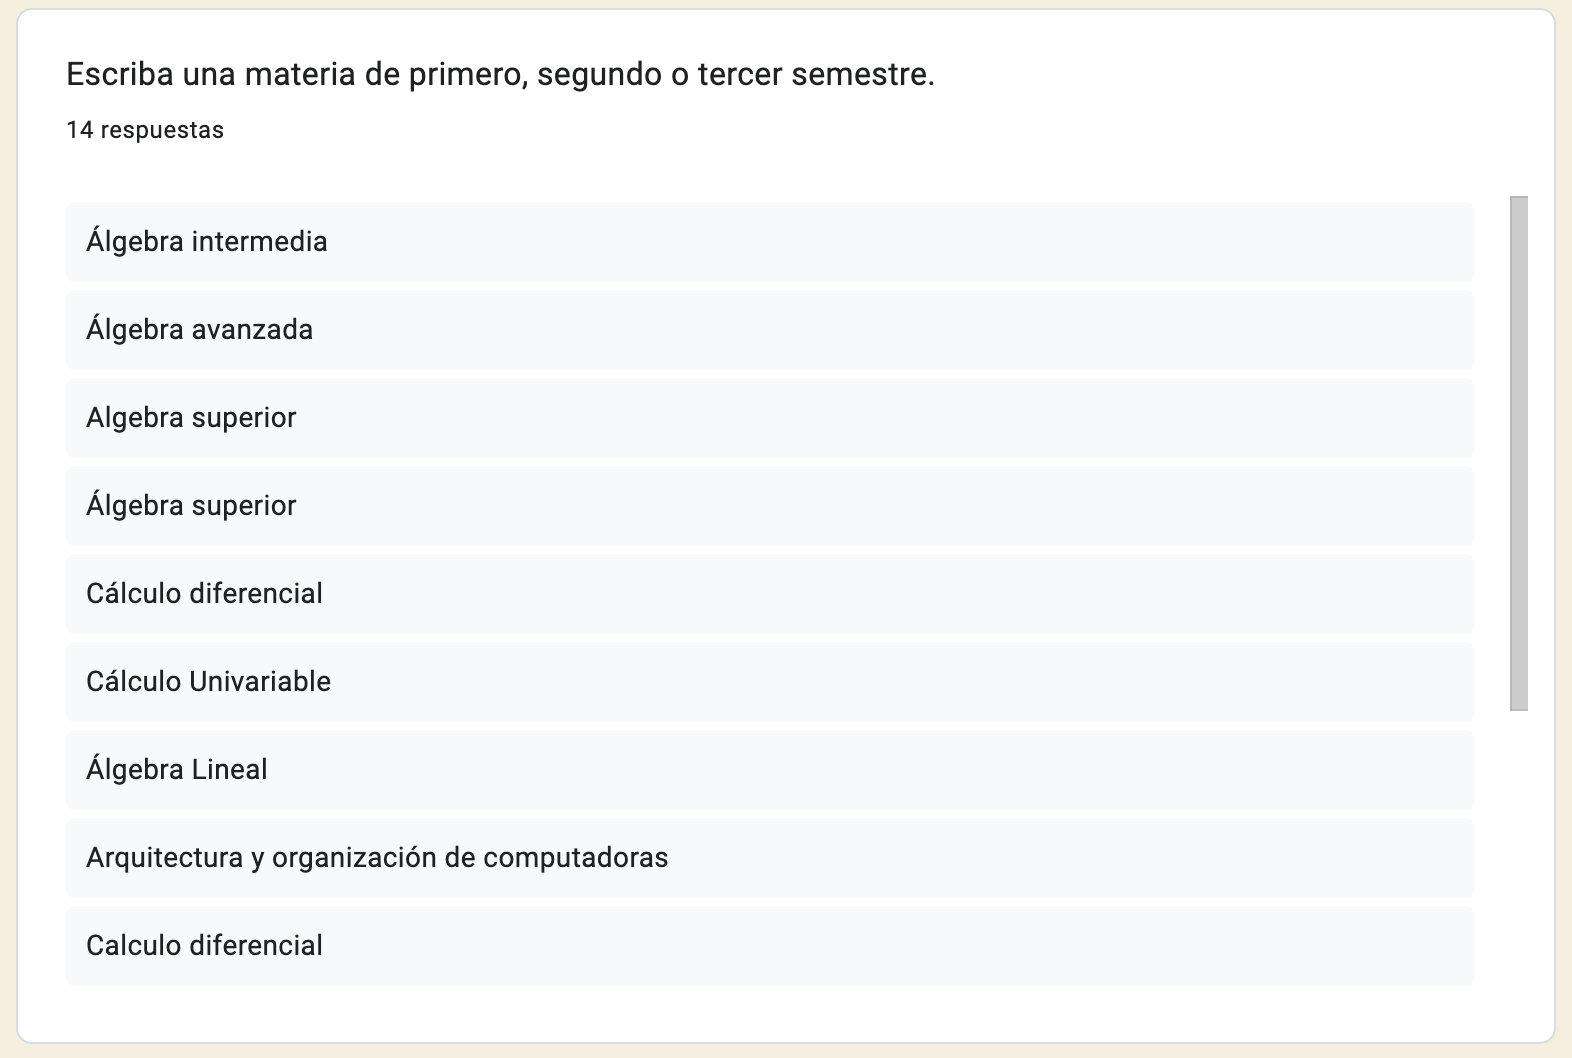 Escriba una materia de primero, segundo o tercer semestre.
14 respuestas
Álgebra intermedia
Álgebra avanzada
Algebra superior
Álgebra superior
Cálculo diferencial
Cálculo Univariable
Álgebra Lineal
Arquitectura y organización de computadoras
Calculo diferencial